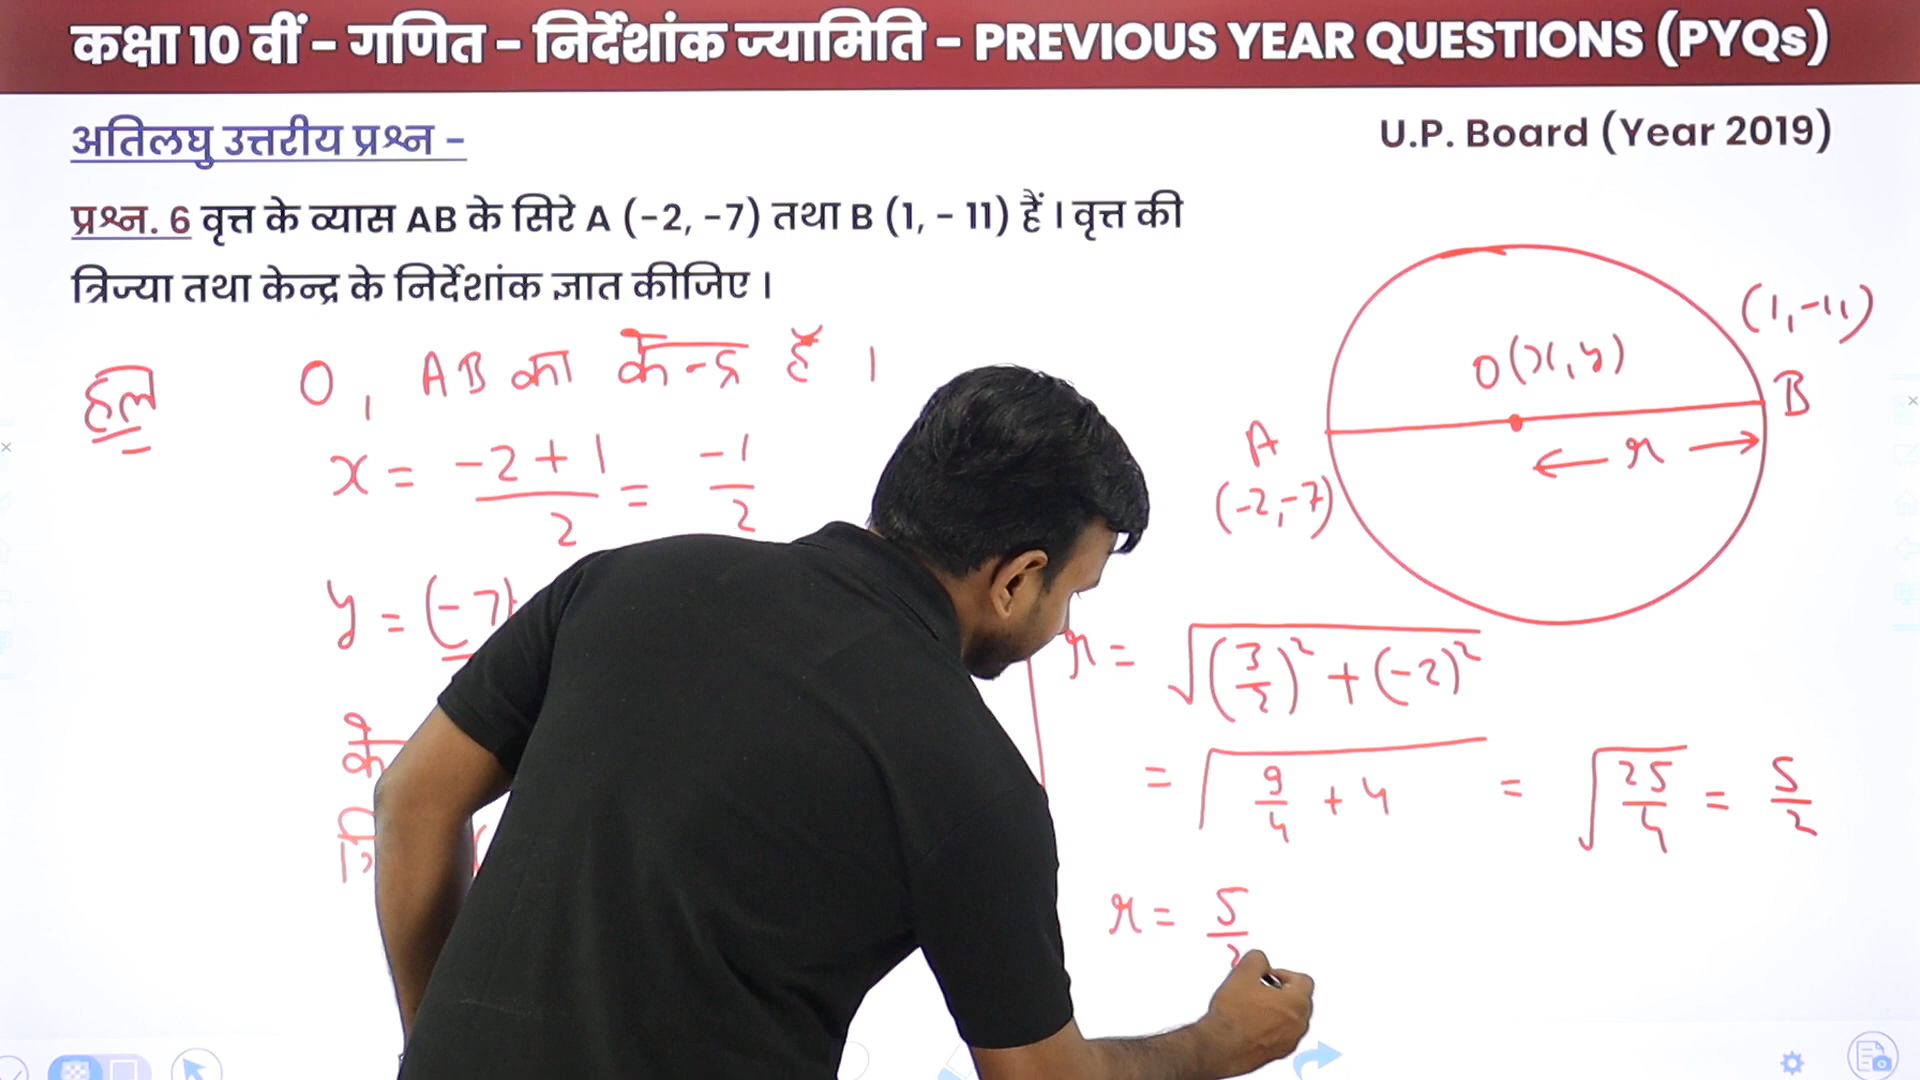 कक्षा 10 वीं – गणित – निर्देशांक ज्यामिति - PREVIOUS YEAR QUESTIONS (PYQs)
अतिलघु उत्तरीय प्रश्न –
U.P. Board (Year 2019)
प्रश्न. 6 वृत्त के व्यास AB के सिरे A (-2, -7) तथा B (1, - 11) हैं । वृत्त की
त्रिज्या तथा केन्द्र के निर्देशांक ज्ञात कीजिए ।
हल O, AB का केन्द्र है ।
x = -2 + 1 / 2 = -1 / 2
y = (-7)
के
त्रि
(1, -11)
O(x, y)
B
A
r
(-2, -7)
r = √(3/2)² + (-2)²
= √9/4 + 4 = √25/4 = 5/2
r = 5/2